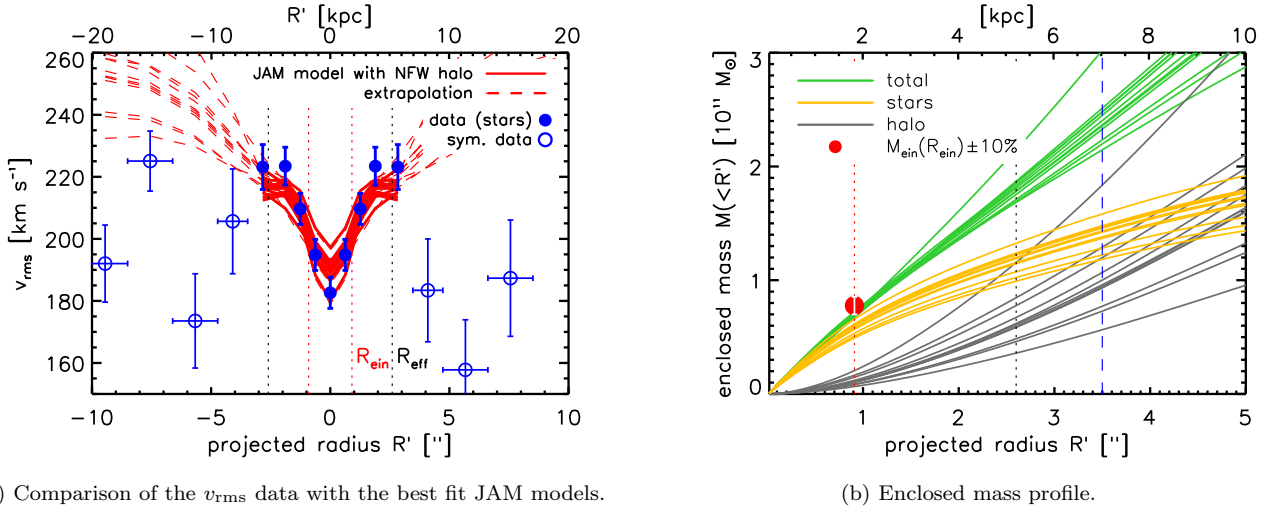 R' [kpc]
−20 −10 0 10 20
260
240
220
200
180
160
v_rms [km s⁻¹]
JAM model with NFW halo
extrapolation
data (stars)
sym. data
R_ein R_eff
−10 −5 0 5 10
projected radius R' ["]
) Comparison of the v_rms data with the best fit JAM models.
[kpc]
2 4 6 8 10
3
2
1
0
enclosed mass M(<R') [10¹¹ M_⊙]
total
stars
halo
M_ein(R_ein)±10%
1 2 3 4 5
projected radius R' ["]
(b) Enclosed mass profile.